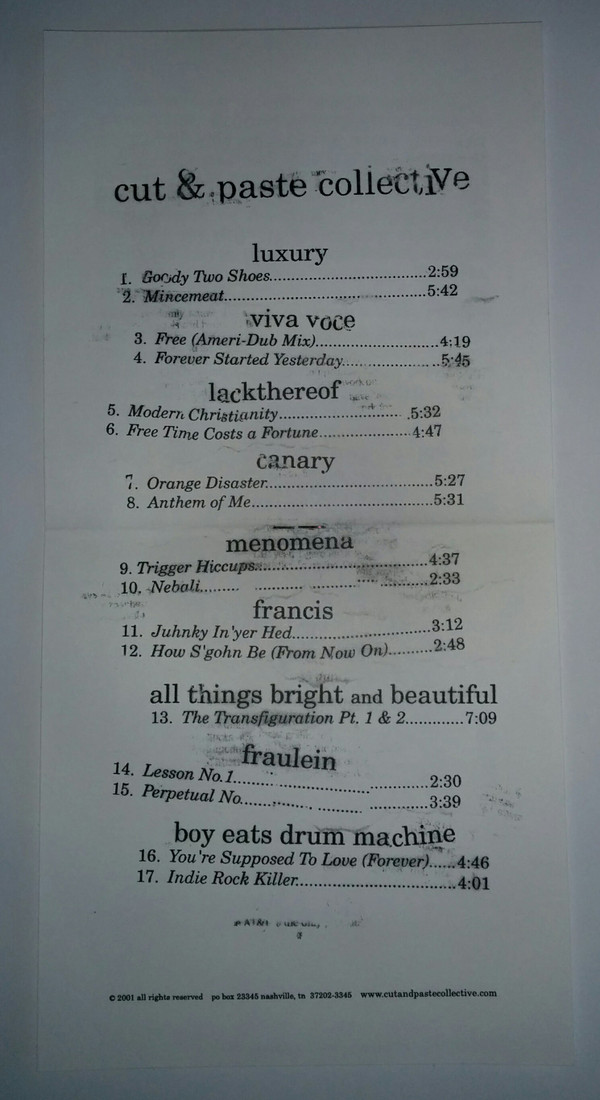 cut & paste collective
luxury
1. Goody Two Shoes......................................2:59
2. Mincemeat...............................................5:42
viva voce
3. Free (Ameri-Dub Mix)............................4:19
4. Forever Started Yesterday......................5:45
lackthereof
5. Modern Christianity............................5:32
6. Free Time Costs a Fortune.....................4:47
canary
7. Orange Disaster.....................................5:27
8. Anthem of Me........................................5:31
menomena
9. Trigger Hiccups......................................4:37
10. Nebali....................................................2:33
francis
11. Juhnky In'yer Hed.................................3:12
12. How S'gohn Be (From Now On)..........2:48
all things bright and beautiful
13. The Transfiguration Pt. 1 & 2............7:09
fraulein
14. Lesson No.1............................................2:30
15. Perpetual No..........................................3:39
boy eats drum machine
16. You're Supposed To Love (Forever)......4:46
17. Indie Rock Killer......................................4:01
© 2001 all rights reserved po box 23345 nashville, tn 37202-3345 www.cutandpastecollective.com